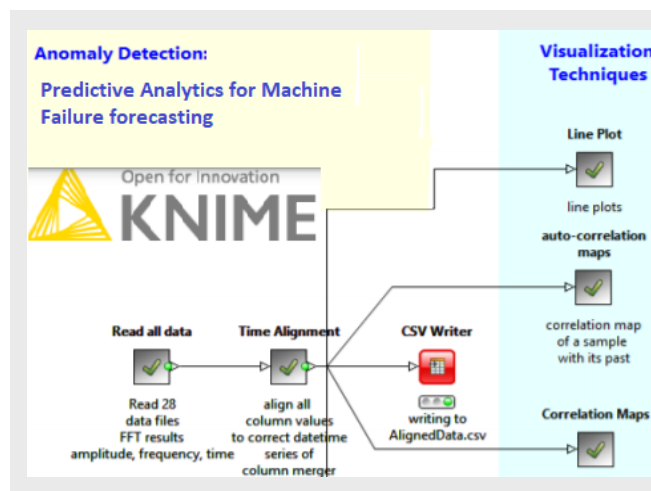 Anomaly Detection:
Predictive Analytics for Machine
Failure forecasting
Open for Innovation
KNIME
Visualization
Techniques
Line Plot
line plots
auto-correlation
maps
correlation map
of a sample
with its past
Read all data
Read 28
data files
FFT results
amplitude, frequency, time
Time Alignment
align all
column values
to correct datetime
series of
column merger
CSV Writer
writing to
AlignedData.csv
Correlation Maps